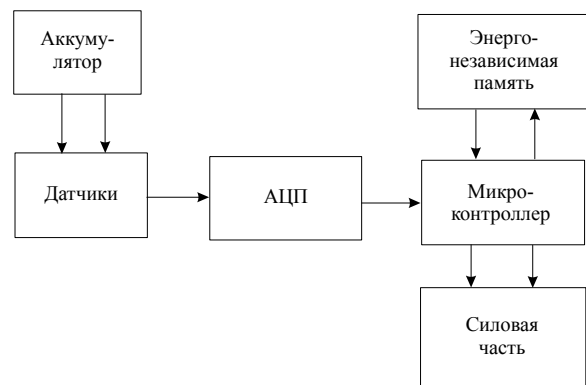 Аккуму-
лятор
Энерго-
независимая
память
Датчики
АЦП
Микро-
контроллер
Силовая
часть